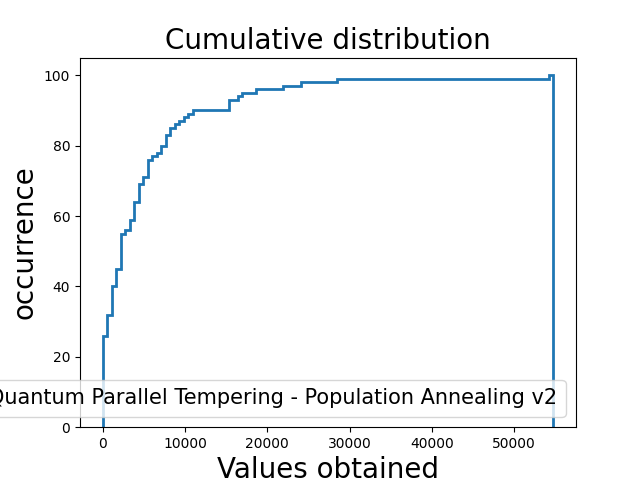 Cumulative distribution
100
80
60
40
20
0
occurrence
Quantum Parallel Tempering - Population Annealing v2
0 10000 20000 30000 40000 50000
Values obtained